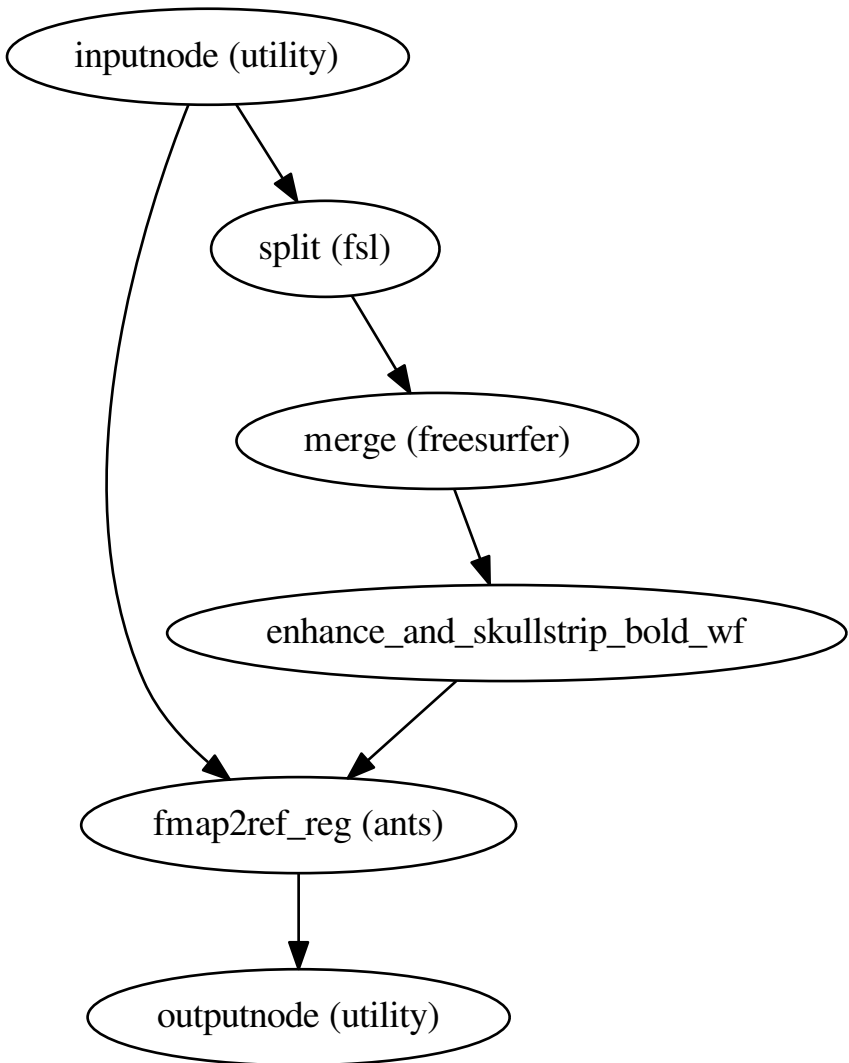 inputnode (utility)
split (fsl)
merge (freesurfer)
enhance_and_skullstrip_bold_wf
fmap2ref_reg (ants)
outputnode (utility)